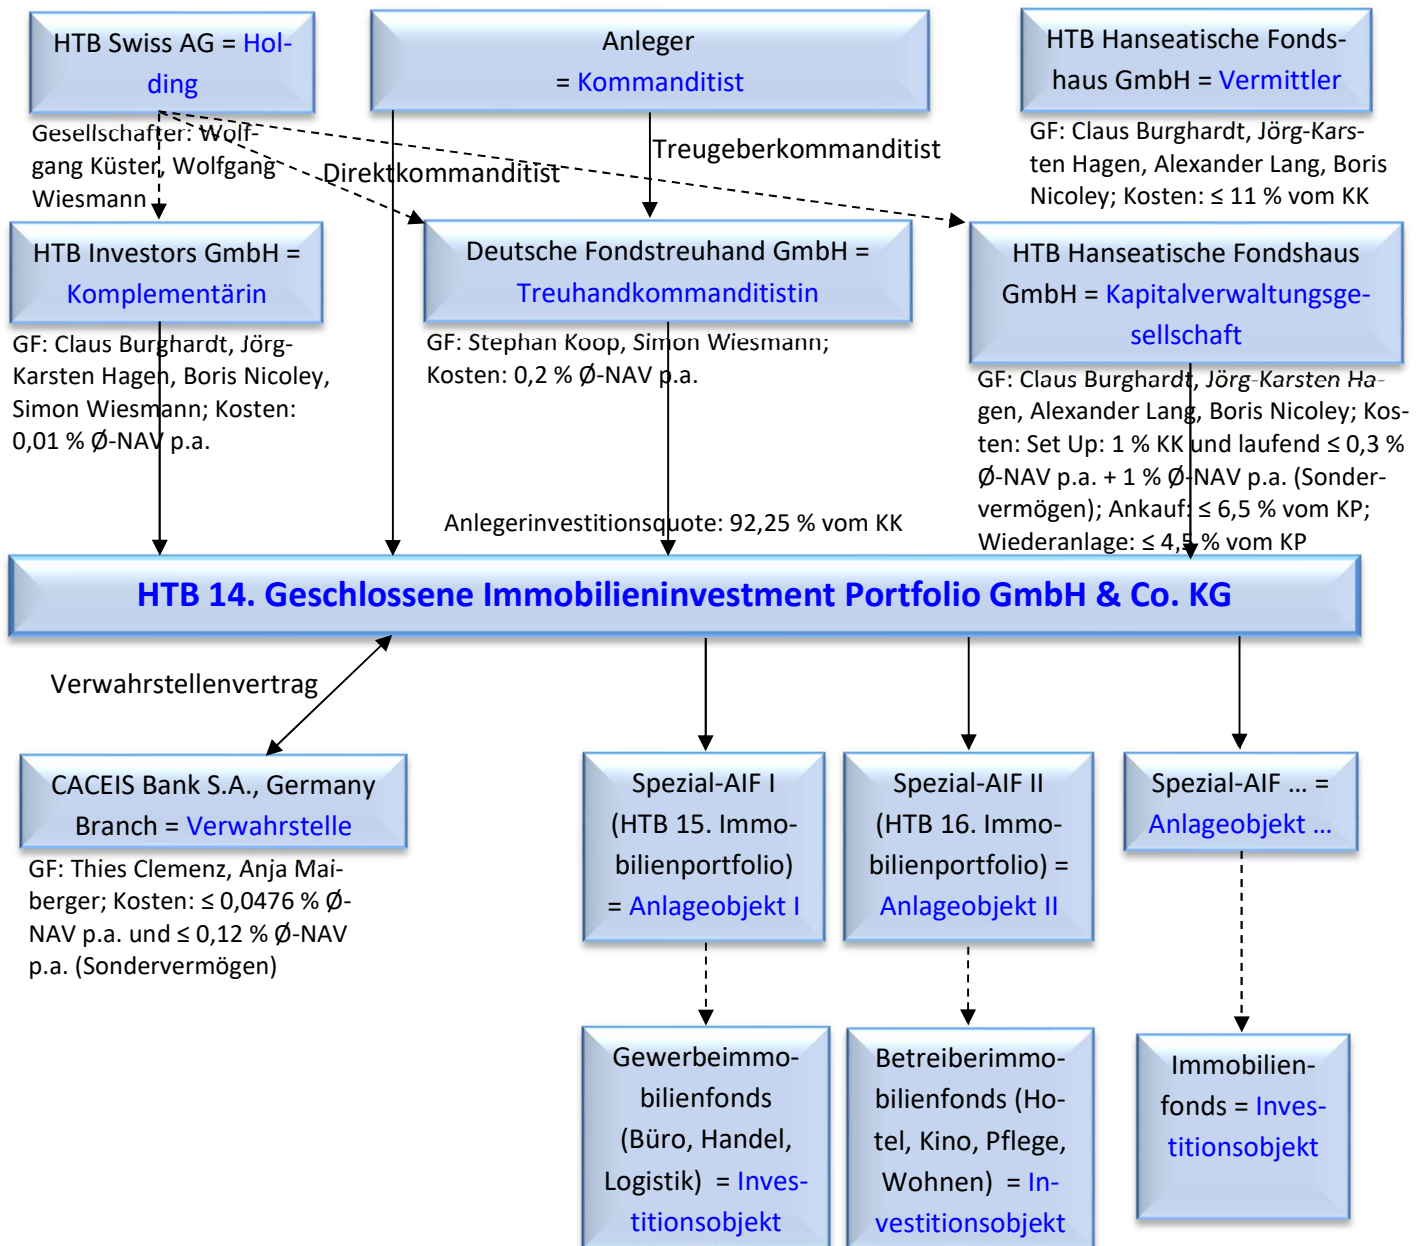 HTB Swiss AG = Hol-
ding
Gesellschafter: Wolf-
gang Küster, Wolfgang
Wiesmann
Anleger
= Kommanditist
HTB Hanseatische Fonds-
haus GmbH = Vermittler
GF: Claus Burghardt, Jörg-Kars-
ten Hagen, Alexander Lang, Boris
Nicoley; Kosten: ≤ 11 % vom KK
Direktkommanditist
Treugeberkommanditist
HTB Investors GmbH =
Komplementärin
GF: Claus Burghardt, Jörg-
Karsten Hagen, Boris Nicoley,
Simon Wiesmann; Kosten:
0,01 % Ø-NAV p.a.
Deutsche Fondstreuhand GmbH =
Treuhandkommanditistin
GF: Stephan Koop, Simon Wiesmann;
Kosten: 0,2 % Ø-NAV p.a.
HTB Hanseatische Fondshaus
GmbH = Kapitalverwaltungsge-
sellschaft
GF: Claus Burghardt, Jörg-Karsten Ha-
gen, Alexander Lang, Boris Nicoley; Kos-
ten: Set Up: 1 % KK und laufend ≤ 0,3 %
Ø-NAV p.a. + 1 % Ø-NAV p.a. (Sonder-
vermögen); Ankauf: ≤ 6,5 % vom KP;
Wiederanlage: ≤ 4,5 % vom KP
Anlegerinvestitionsquote: 92,25 % vom KK
HTB 14. Geschlossene Immobilieninvestment Portfolio GmbH & Co. KG
Verwahrstellenvertrag
CACEIS Bank S.A., Germany
Branch = Verwahrstelle
GF: Thies Clemenz, Anja Mai-
berger; Kosten: ≤ 0,0476 % Ø-
NAV p.a. und ≤ 0,12 % Ø-NAV
p.a. (Sondervermögen)
Spezial-AIF I
(HTB 15. Immo-
bilienportfolio)
= Anlageobjekt I
Spezial-AIF II
(HTB 16. Immo-
bilienportfolio) =
Anlageobjekt II
Spezial-AIF ... =
Anlageobjekt ...
Gewerbeimmo-
bilienfonds
(Büro, Handel,
Logistik) = Inves-
titionsobjekt
Betreiberimmo-
bilienfonds (Ho-
tel, Kino, Pflege,
Wohnen) = In-
vestitionsobjekt
Immobilien-
fonds = Inves-
titionsobjekt